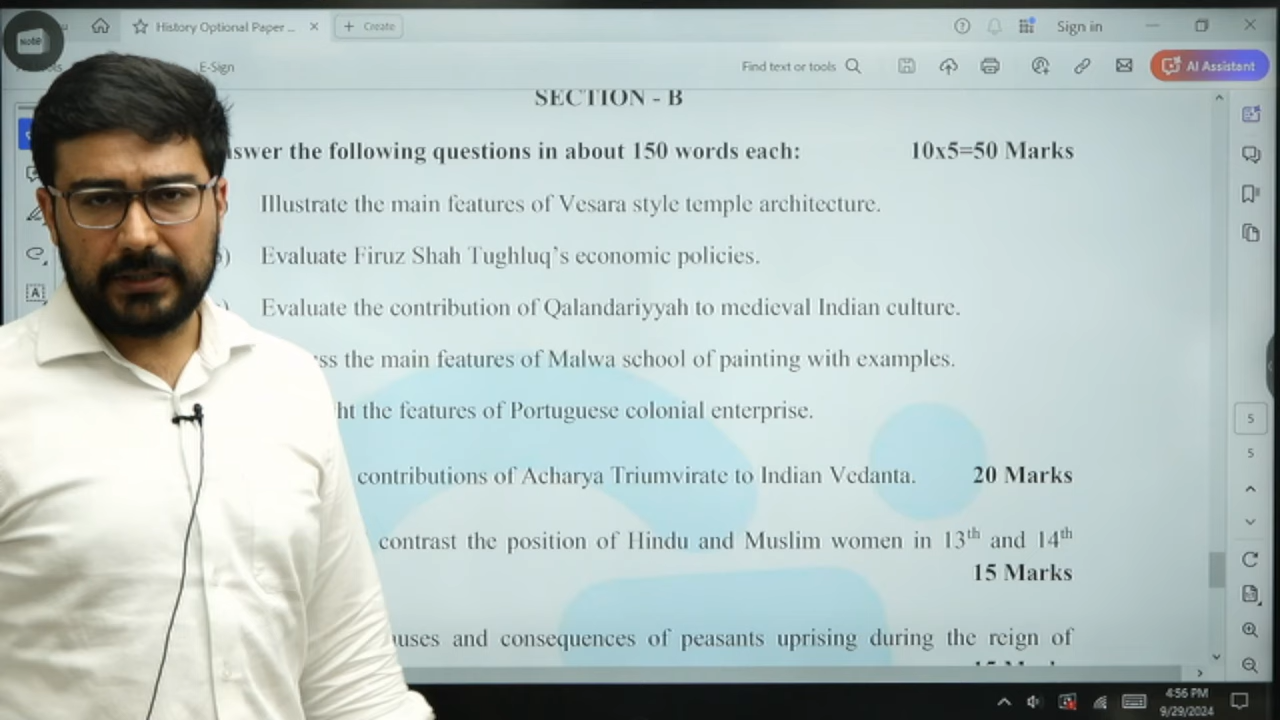 Note
History Optional Paper ...
Create
Sign in
E-Sign
Find text or tools
AI Assistant
SECTION - B
swer the following questions in about 150 words each: 10x5=50 Marks
Illustrate the main features of Vesara style temple architecture.
) Evaluate Firuz Shah Tughluq's economic policies.
) Evaluate the contribution of Qalandariyyah to medieval Indian culture.
ss the main features of Malwa school of painting with examples.
ht the features of Portuguese colonial enterprise.
contributions of Acharya Triumvirate to Indian Vedanta. 20 Marks
contrast the position of Hindu and Muslim women in 13th and 14th
15 Marks
uses and consequences of peasants uprising during the reign of
5
5
4:56 PM
9/29/2024